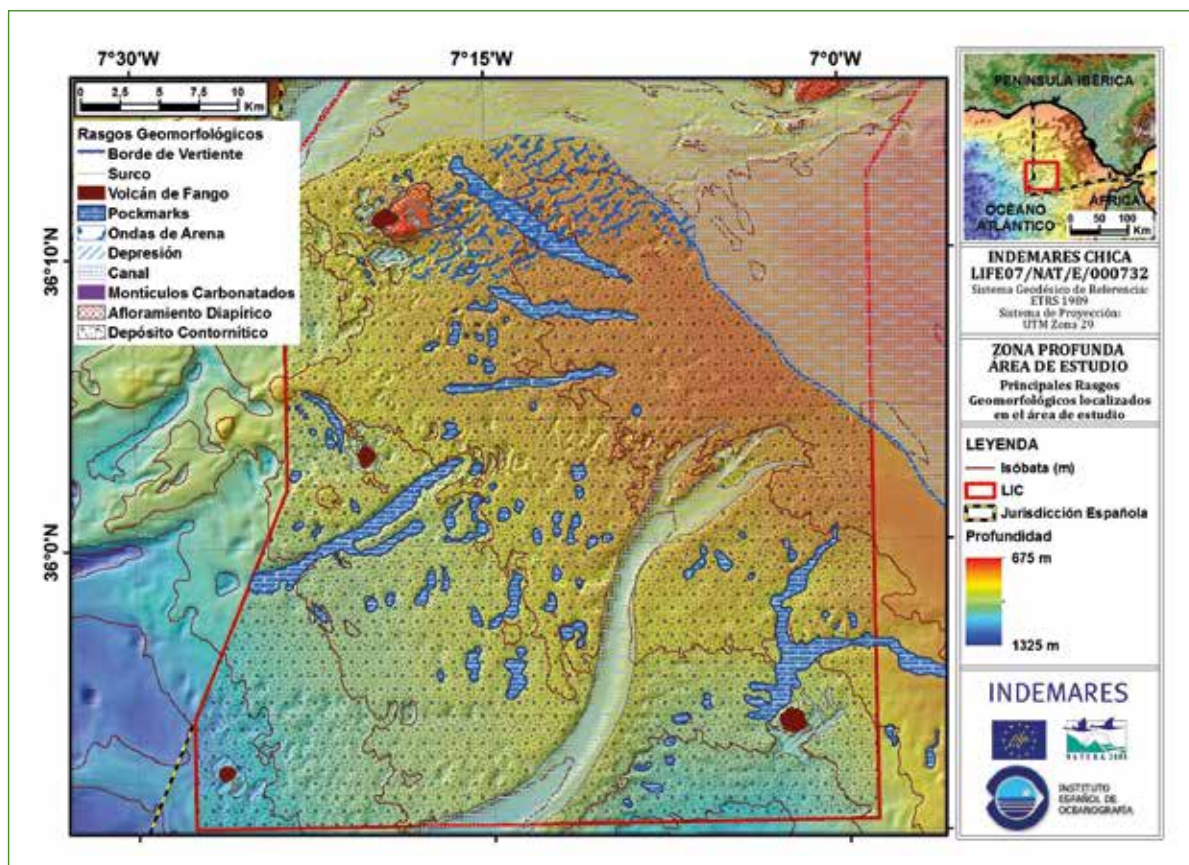 7°30'W
7°15'W
7°0'W
0 2,5 5 7,5 10
Km
Rasgos Geomorfológicos
Borde de Vertiente
Surco
Volcán de Fango
Pockmarks
Ondas de Arena
Depresión
Canal
Montículos Carbonatados
Afloramiento Diapírico
Depósito Contornítico
36°10'N
36°0'N
PENÍNSULA IBÉRICA
OCÉANO
ATLÁNTICO
ÁFRICA
0 50 100
Km
INDEMARES CHICA
LIFE07/NAT/E/000732
Sistema Geodésico de Referencia:
ETRS 1989
Sistema de Proyección:
UTM Zona 29
ZONA PROFUNDA
ÁREA DE ESTUDIO
Principales Rasgos
Geomorfológicos localizados
en el área de estudio
LEYENDA
Isóbata (m)
LIC
Jurisdicción Española
Profundidad
675 m
1325 m
INDEMARES
NATURA 2000
INSTITUTO
ESPAÑOL DE
OCEANOGRAFÍA